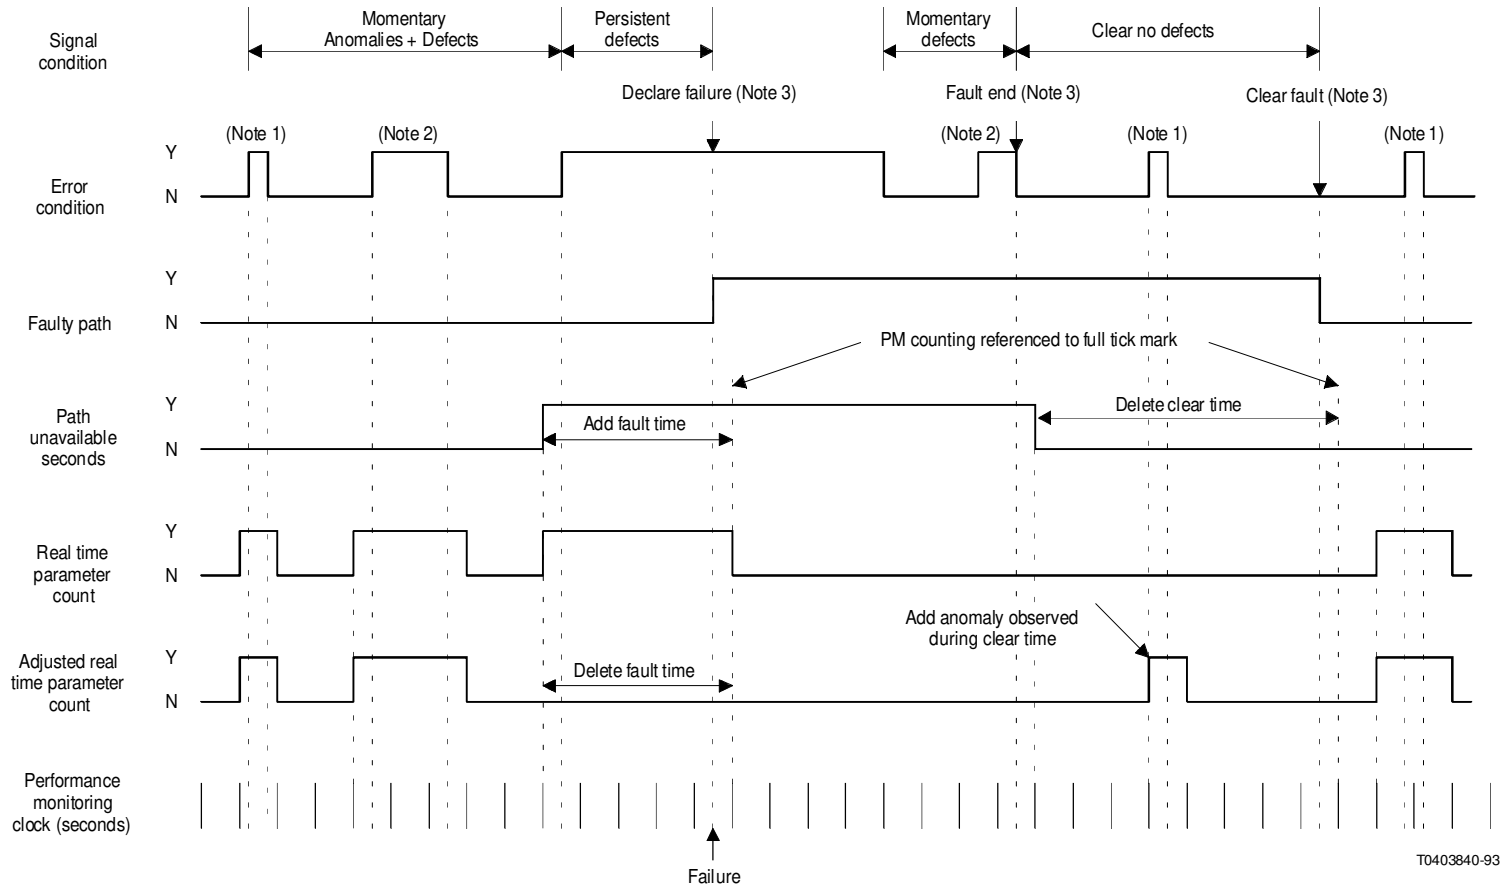 Signal
condition
Momentary
Anomalies + Defects
Persistent
defects
Momentary
defects
Clear no defects
Declare failure (Note 3)
Fault end (Note 3)
Clear fault (Note 3)
(Note 1)
(Note 2)
(Note 2)
(Note 1)
(Note 1)
Error
condition
Y
N
Faulty path
Y
N
PM counting referenced to full tick mark
Path
unavailable
seconds
Y
N
Add fault time
Delete clear time
Real time
parameter
count
Y
N
Add anomaly observed
during clear time
Adjusted real
time parameter
count
Y
N
Delete fault time
Performance
monitoring
clock (seconds)
Failure
T0403840-93